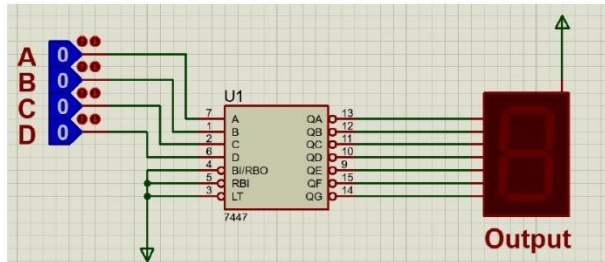 A 0
B 0
C 0
D 0
U1
7 A QA 13
1 B QB 12
2 C QC 11
6 D QD 10
4 BI/RBO QE 9
5 RBI QF 15
3 LT QG 14
7447
Output